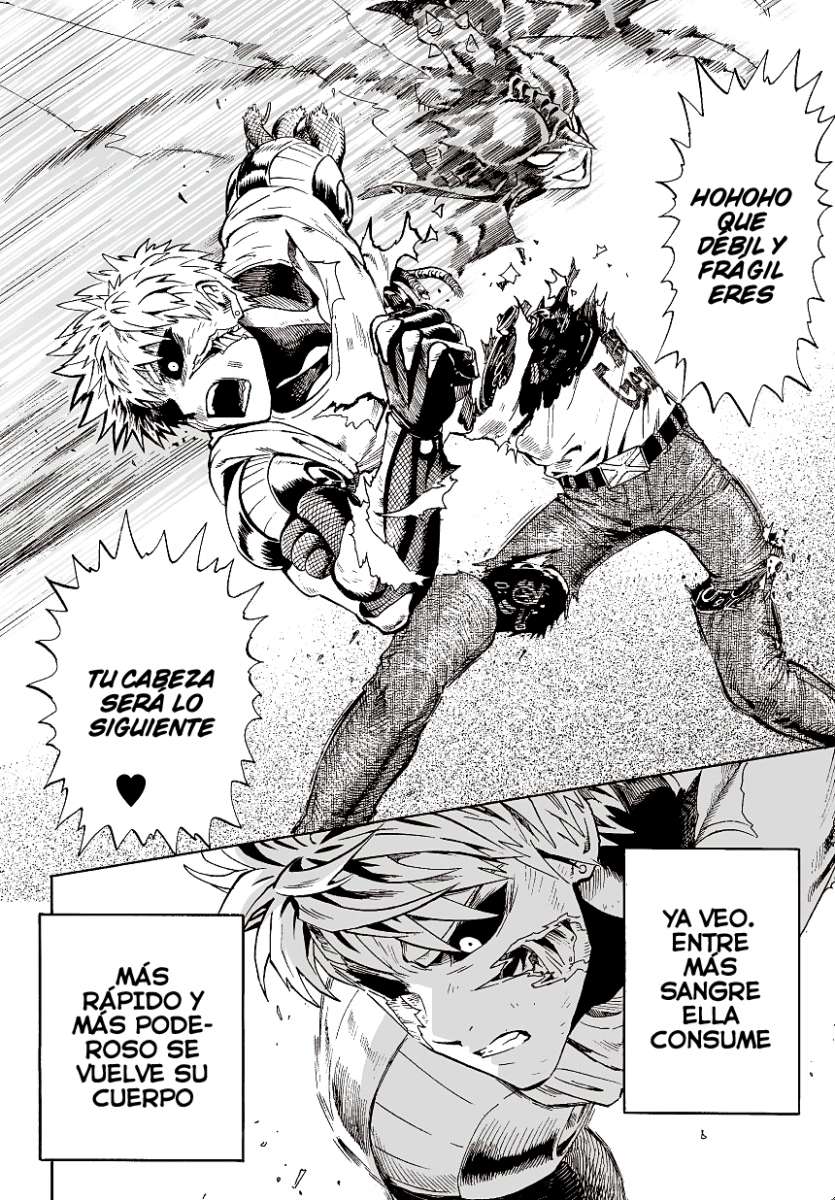 HOHOHO
QUE
DÉBIL Y
FRÁGIL
ERES
TU CABEZA
SERÁ LO
SIGUIENTE
♥
YA VEO.
ENTRE
MÁS
SANGRE
ELLA
CONSUME
MÁS
RÁPIDO Y
MÁS PODE-
ROSO SE
VUELVE SU
CUERPO